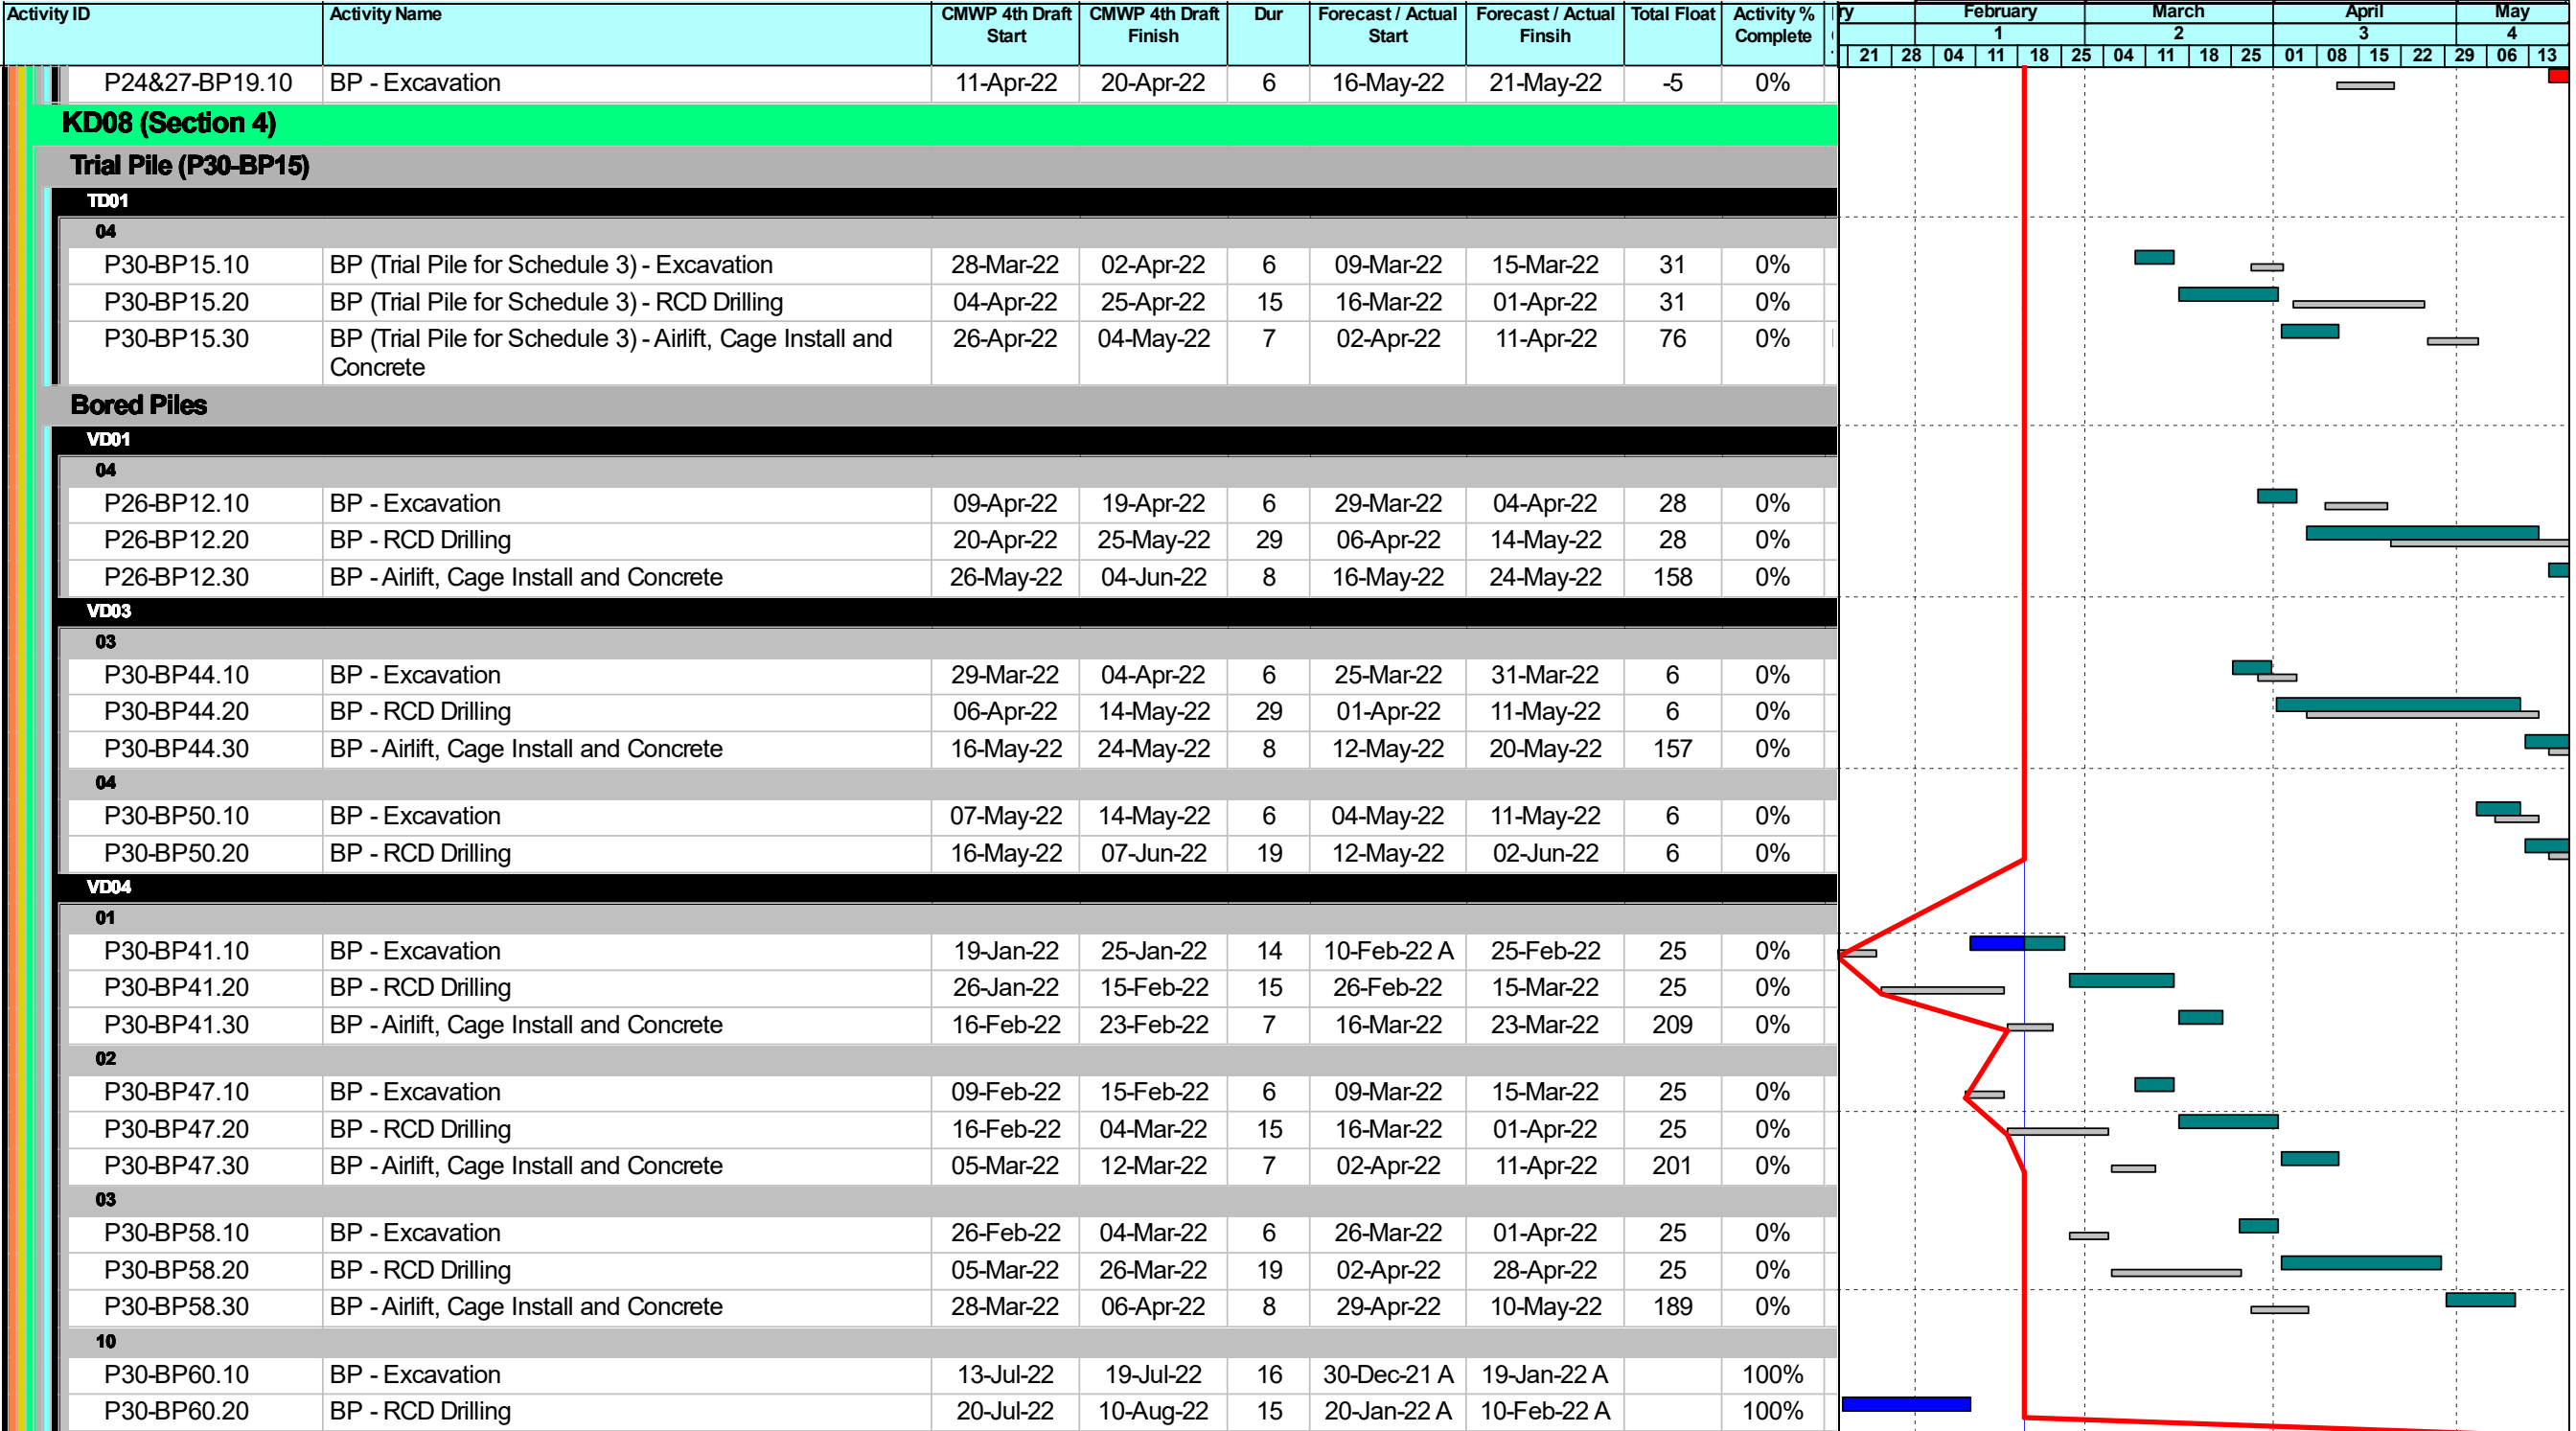 Activity ID Activity Name CMWP 4th Draft Start CMWP 4th Draft Finish Dur Forecast / Actual Start Forecast / Actual Finsih Total Float Activity % Complete ry February March April May
1 2 3 4
21 28 04 11 18 25 04 11 18 25 01 08 15 22 29 06 13
P24&27-BP19.10 BP - Excavation 11-Apr-22 20-Apr-22 6 16-May-22 21-May-22 -5 0%
KD08 (Section 4)
Trial Pile (P30-BP15)
TD01
04
P30-BP15.10 BP (Trial Pile for Schedule 3) - Excavation 28-Mar-22 02-Apr-22 6 09-Mar-22 15-Mar-22 31 0%
P30-BP15.20 BP (Trial Pile for Schedule 3) - RCD Drilling 04-Apr-22 25-Apr-22 15 16-Mar-22 01-Apr-22 31 0%
P30-BP15.30 BP (Trial Pile for Schedule 3) - Airlift, Cage Install and Concrete 26-Apr-22 04-May-22 7 02-Apr-22 11-Apr-22 76 0%
Bored Piles
VD01
04
P26-BP12.10 BP - Excavation 09-Apr-22 19-Apr-22 6 29-Mar-22 04-Apr-22 28 0%
P26-BP12.20 BP - RCD Drilling 20-Apr-22 25-May-22 29 06-Apr-22 14-May-22 28 0%
P26-BP12.30 BP - Airlift, Cage Install and Concrete 26-May-22 04-Jun-22 8 16-May-22 24-May-22 158 0%
VD03
03
P30-BP44.10 BP - Excavation 29-Mar-22 04-Apr-22 6 25-Mar-22 31-Mar-22 6 0%
P30-BP44.20 BP - RCD Drilling 06-Apr-22 14-May-22 29 01-Apr-22 11-May-22 6 0%
P30-BP44.30 BP - Airlift, Cage Install and Concrete 16-May-22 24-May-22 8 12-May-22 20-May-22 157 0%
04
P30-BP50.10 BP - Excavation 07-May-22 14-May-22 6 04-May-22 11-May-22 6 0%
P30-BP50.20 BP - RCD Drilling 16-May-22 07-Jun-22 19 12-May-22 02-Jun-22 6 0%
VD04
01
P30-BP41.10 BP - Excavation 19-Jan-22 25-Jan-22 14 10-Feb-22 A 25-Feb-22 25 0%
P30-BP41.20 BP - RCD Drilling 26-Jan-22 15-Feb-22 15 26-Feb-22 15-Mar-22 25 0%
P30-BP41.30 BP - Airlift, Cage Install and Concrete 16-Feb-22 23-Feb-22 7 16-Mar-22 23-Mar-22 209 0%
02
P30-BP47.10 BP - Excavation 09-Feb-22 15-Feb-22 6 09-Mar-22 15-Mar-22 25 0%
P30-BP47.20 BP - RCD Drilling 16-Feb-22 04-Mar-22 15 16-Mar-22 01-Apr-22 25 0%
P30-BP47.30 BP - Airlift, Cage Install and Concrete 05-Mar-22 12-Mar-22 7 02-Apr-22 11-Apr-22 201 0%
03
P30-BP58.10 BP - Excavation 26-Feb-22 04-Mar-22 6 26-Mar-22 01-Apr-22 25 0%
P30-BP58.20 BP - RCD Drilling 05-Mar-22 26-Mar-22 19 02-Apr-22 28-Apr-22 25 0%
P30-BP58.30 BP - Airlift, Cage Install and Concrete 28-Mar-22 06-Apr-22 8 29-Apr-22 10-May-22 189 0%
10
P30-BP60.10 BP - Excavation 13-Jul-22 19-Jul-22 16 30-Dec-21 A 19-Jan-22 A 100%
P30-BP60.20 BP - RCD Drilling 20-Jul-22 10-Aug-22 15 20-Jan-22 A 10-Feb-22 A 100%